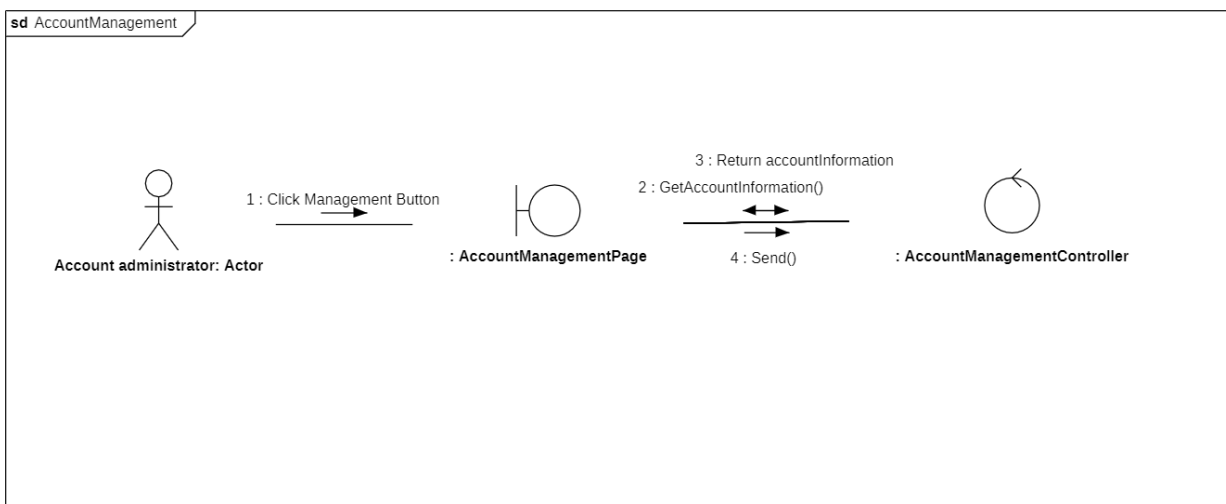 sd AccountManagement
3 : Return accountInformation
2 : GetAccountInformation()
1 : Click Management Button
Account administrator: Actor
: AccountManagementPage
4 : Send()
: AccountManagementController